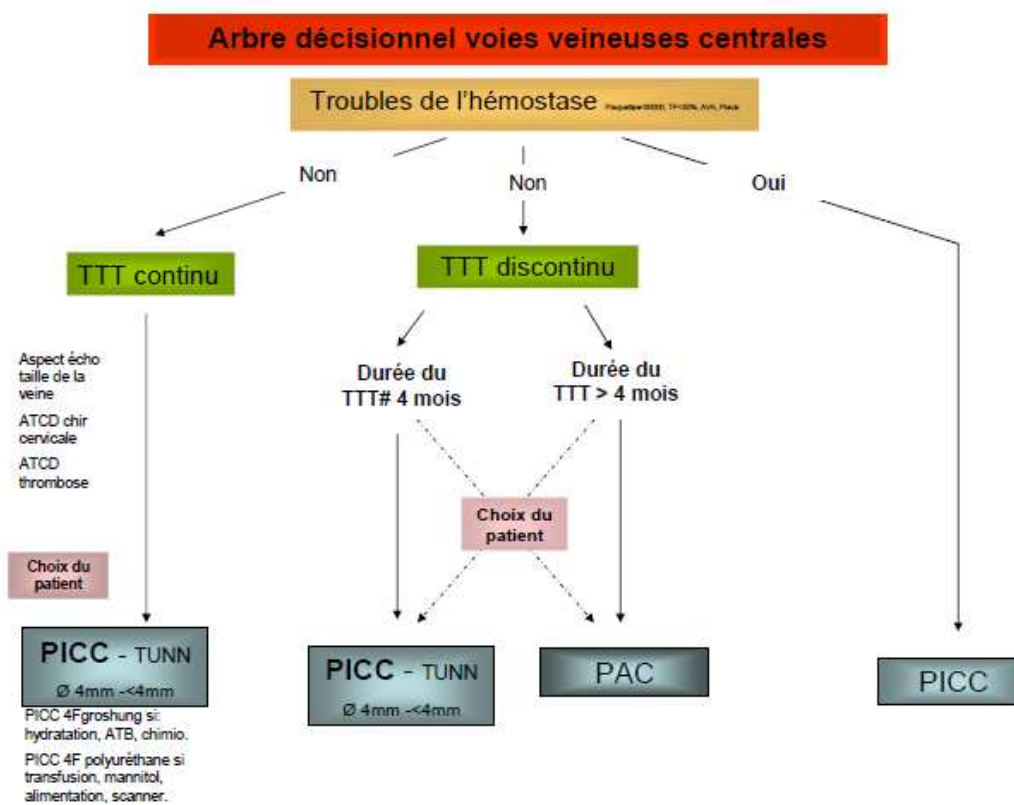 Arbre décisionnel voies veineuses centrales
Troubles de l'hémostase
Non
Non
Oui
TTT continu
TTT discontinu
Aspect écho
taille de la
veine
ATCD chir
cervicale
ATCD
thrombose
Durée du
TTT# 4 mois
Durée du
TTT > 4 mois
Choix du
patient
Choix du
patient
PICC - TUNN
Ø 4mm -<4mm
PICC - TUNN
Ø 4mm -<4mm
PAC
PICC
PICC 4Fgroshung si:
hydratation, ATB, chimio.
PICC 4F polyuréthane si
transfusion, mannitol,
alimentation, scanner.